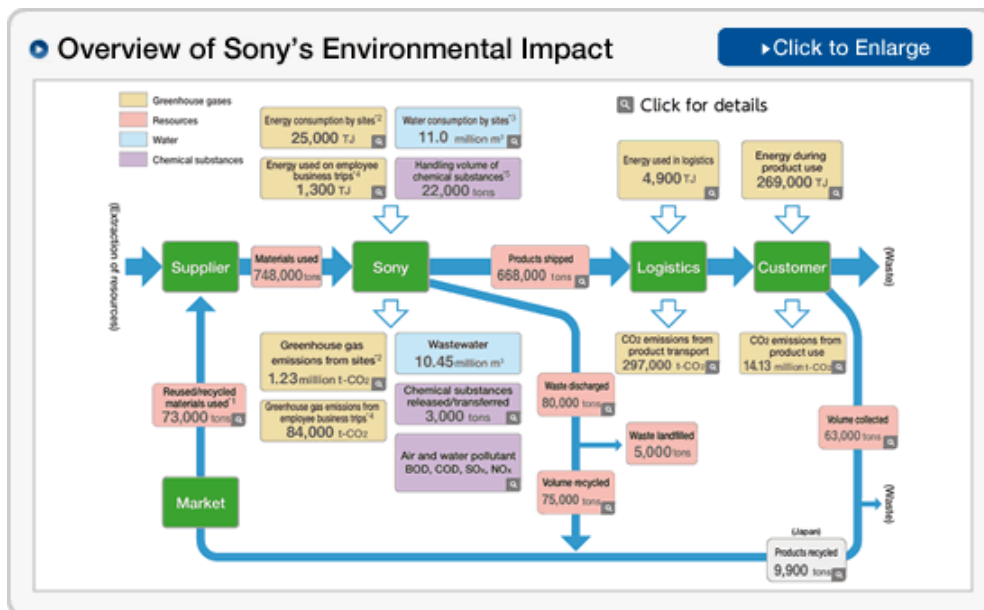 Overview of Sony's Environmental Impact
▸Click to Enlarge
Greenhouse gases
Resources
Water
Chemical substances
Energy consumption by sites*2
25,000 TJ
Water consumption by sites*3
11.0 million m³
Click for details
Energy used on employee
business trips*4
1,300 TJ
Handling volume of
chemical substances*5
22,000 tons
Energy used in logistics
4,900 TJ
Energy during
product use
269,000 TJ
(Extraction of resources)
Supplier
Materials used
748,000 tons
Sony
Products shipped
668,000 tons
Logistics
Customer
(Waste)
Greenhouse gas
emissions from sites*2
1.23 million t-CO2
Wastewater
10.45 million m³
CO2 emissions from
product transport
297,000 t-CO2
CO2 emissions from
product use
14.13 million t-CO2
Reused/recycled
materials used*1
73,000 tons
Greenhouse gas emissions from
employee business trips*4
84,000 t-CO2
Chemical substances
released/transferred
3,000 tons
Waste discharged
80,000 tons
Volume collected
63,000 tons
Waste landfilled
5,000 tons
Air and water pollutant
BOD, COD, SOx, NOx
Volume recycled
75,000 tons
Market
(Waste)
(Japan)
Products recycled
9,900 tons